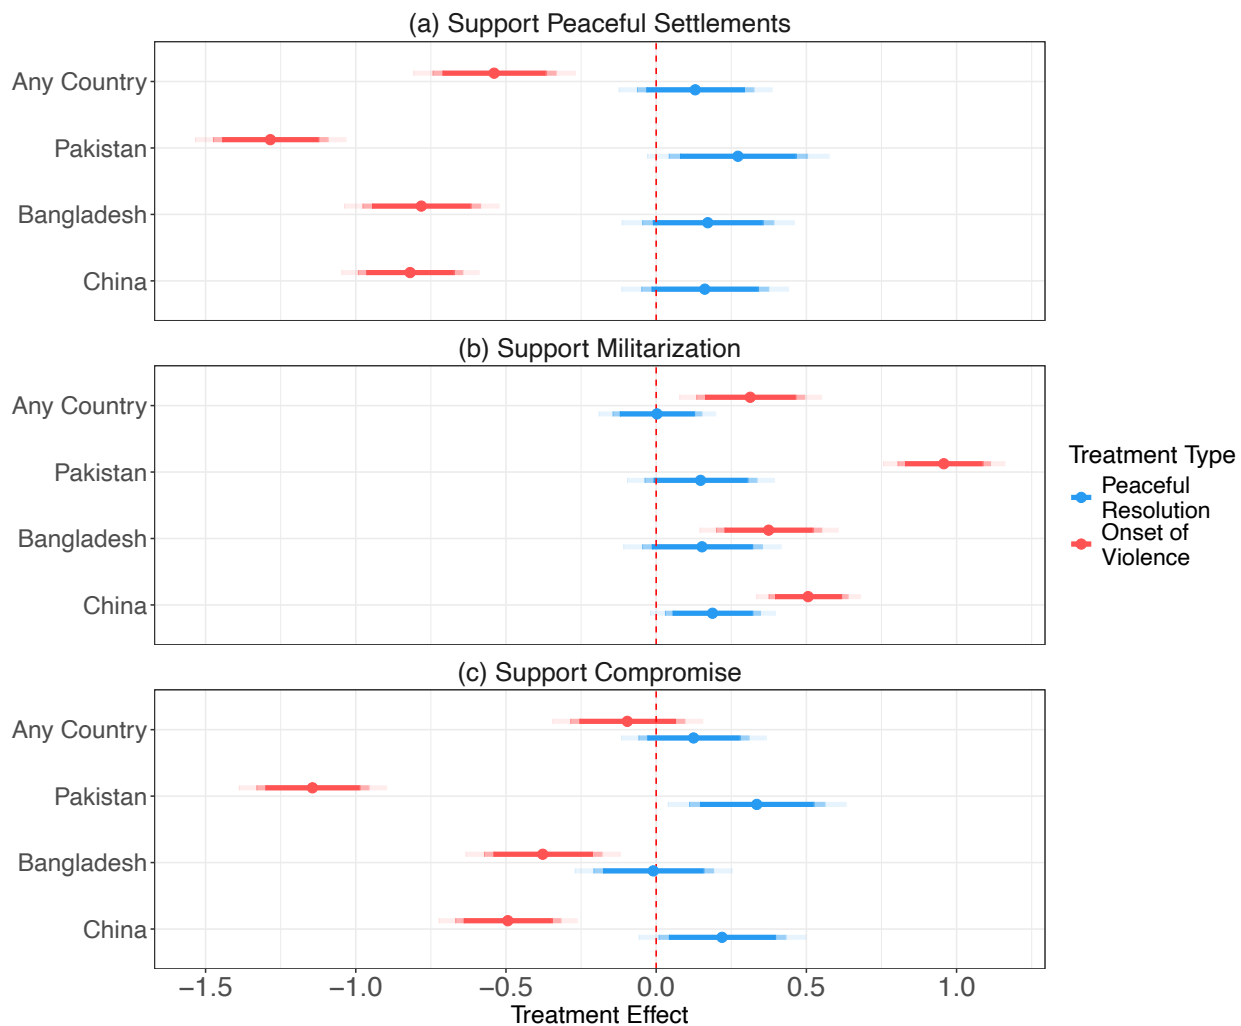 (a) Support Peaceful Settlements
Any Country
Pakistan
Bangladesh
China
(b) Support Militarization
Any Country
Pakistan
Bangladesh
China
(c) Support Compromise
Any Country
Pakistan
Bangladesh
China
−1.5 −1.0 −0.5 0.0 0.5 1.0
Treatment Effect
Treatment Type
Peaceful
Resolution
Onset of
Violence